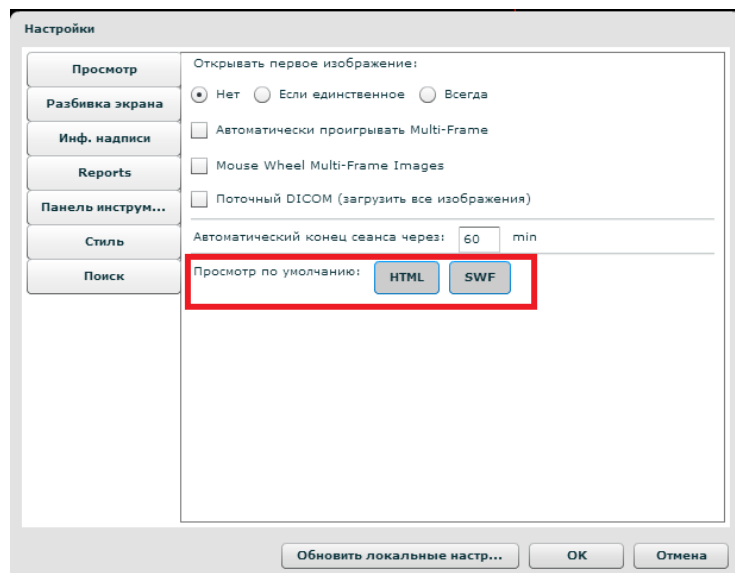 Настройки
Просмотр
Разбивка экрана
Инф. надписи
Reports
Панель инструм...
Стиль
Поиск
Открывать первое изображение:
Нет Если единственное Всегда
Автоматически проигрывать Multi-Frame
Mouse Wheel Multi-Frame Images
Поточный DICOM (загрузить все изображения)
Автоматический конец сеанса через: 60 min
Просмотр по умолчанию: HTML SWF
Обновить локальные настр... OK Отмена